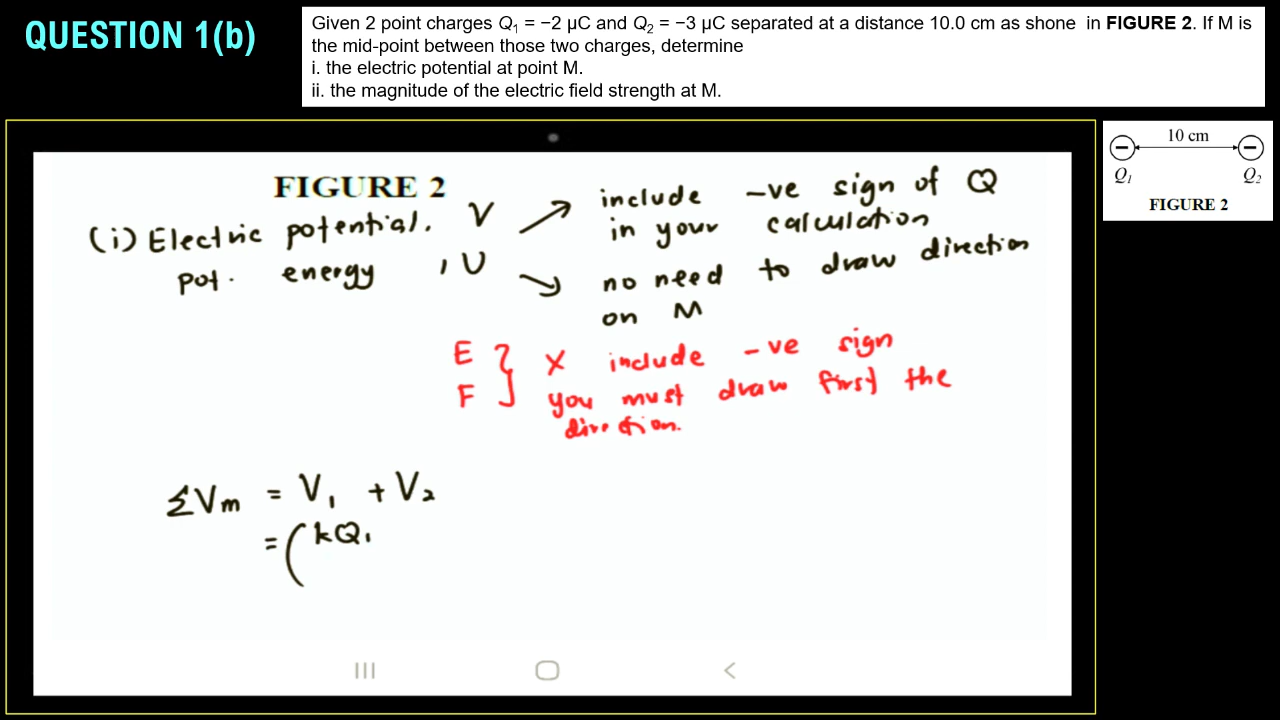 QUESTION 1(b)
Given 2 point charges Q₁ = −2 µC and Q₂ = −3 µC separated at a distance 10.0 cm as shone in FIGURE 2. If M is
the mid-point between those two charges, determine
i. the electric potential at point M.
ii. the magnitude of the electric field strength at M.
10 cm
Q₁ Q₂
FIGURE 2
FIGURE 2
(i) Electric potential, V → include -ve sign of Q
in your calculation
pot. energy , U → no need to draw direction
on M
E } X include -ve sign
F you must draw first the
direction.
ΣVm = V₁ + V₂
= ( kQ₁